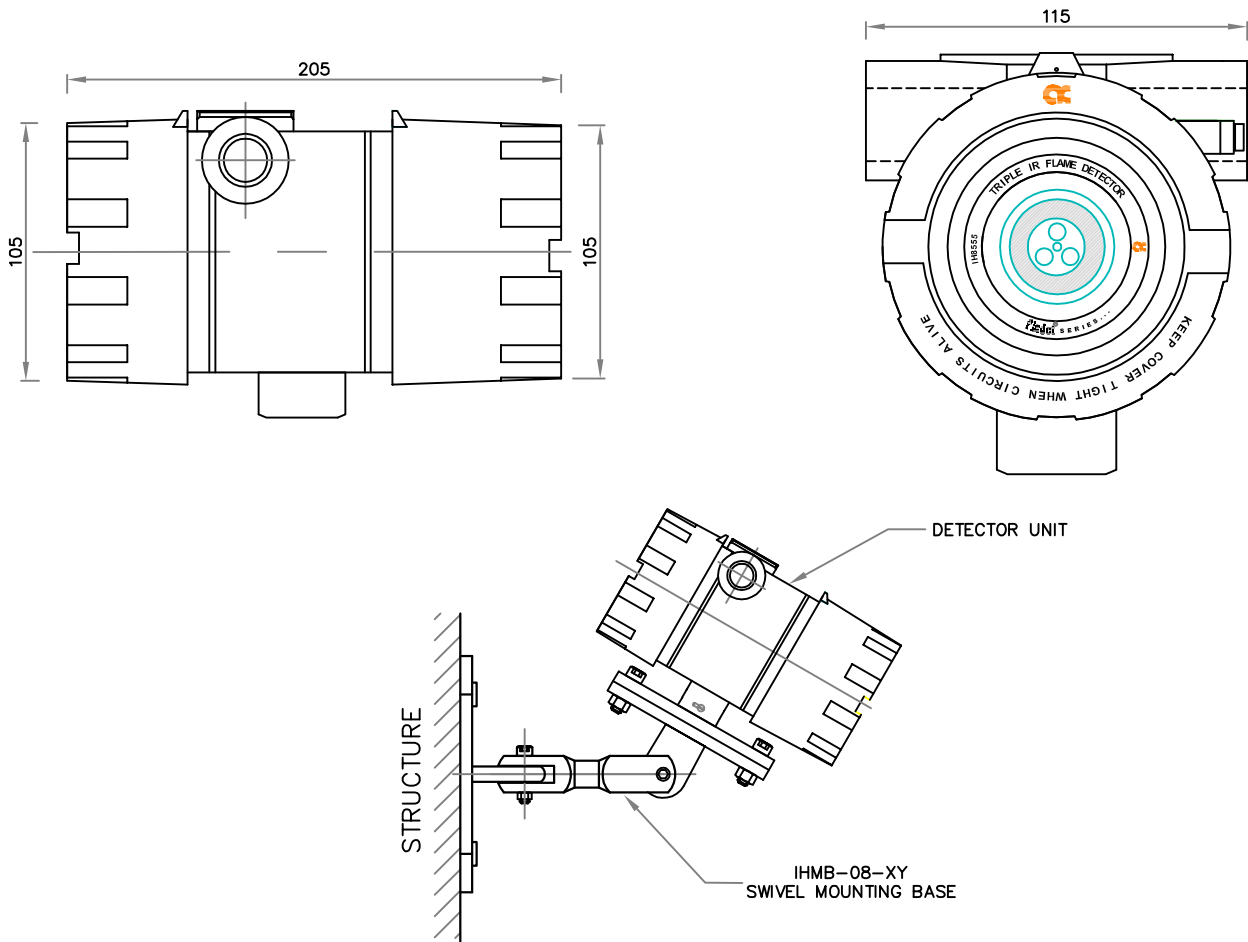 205
115
105
105
TRIPLE IR FLAME DETECTOR
IH8555
SERIES...
KEEP COVER TIGHT WHEN CIRCUITS ALIVE
DETECTOR UNIT
STRUCTURE
IHMB-08-XY
SWIVEL MOUNTING BASE